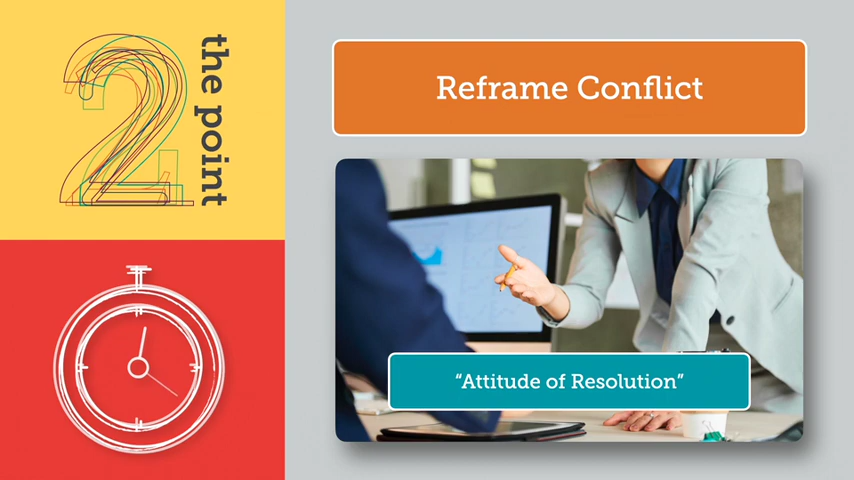 2 the point
Reframe Conflict
“Attitude of Resolution”